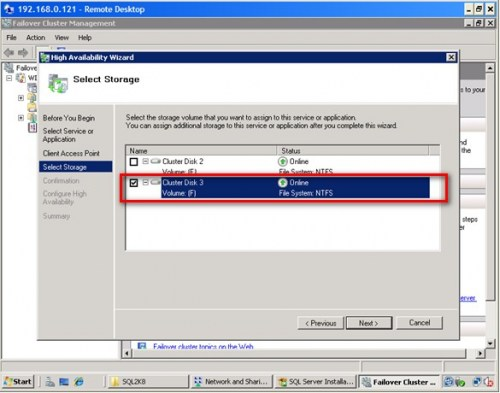 192.168.0.121 - Remote Desktop
Failover Cluster Management
File Action View Help
Failover
WI
High Availability Wizard
Select Storage
Before You Begin
Select Service or
Application
Client Access Point
Select Storage
Confirmation
Configure High
Availability
Summary
Select the storage volume that you want to assign to this service or application.
You can assign additional storage to this service or application after you complete this wizard.
Name Status
Cluster Disk 2 Online
Volume: (E) File System: NTFS
Cluster Disk 3 Online
Volume: (F) File System: NTFS
s to your
nd
steps
erver.
< Previous Next > Cancel
Failover cluster topics on the Web
Start SQL2K8 Network and Shari... SQL Server Installa... Failover Cluster ...